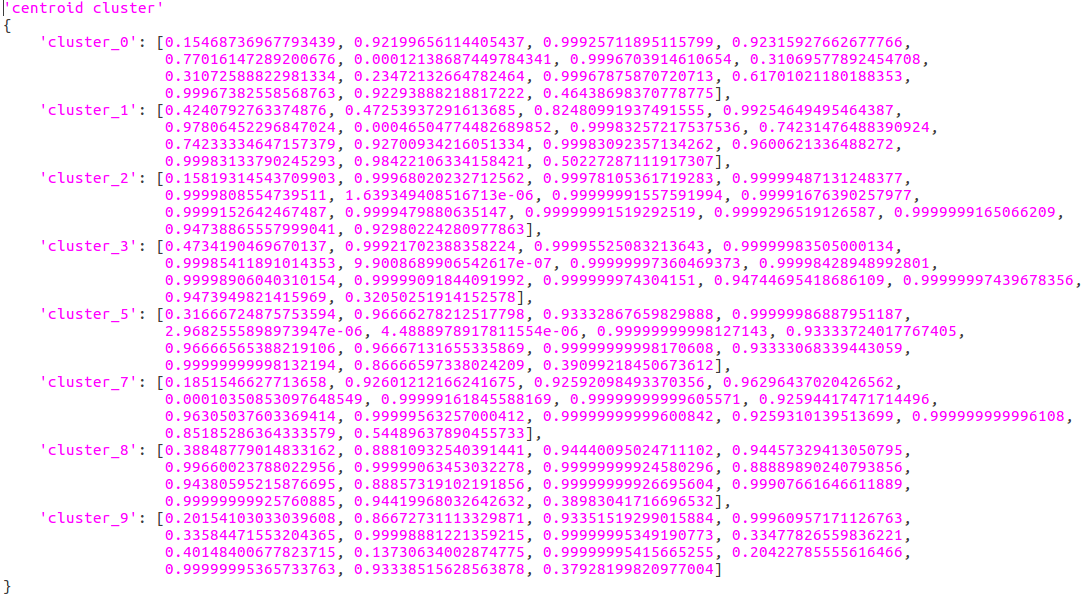 'centroid cluster'
{
    'cluster_0': [0.15468736967793439, 0.92199656114405437, 0.99925711895115799, 0.92315927662677766,
                  0.77016147289200676, 0.00012138687449784341, 0.9996703914610654, 0.31069577892454708,
                  0.31072588822981334, 0.23472132664782464, 0.99967875870720713, 0.61701021180188353,
                  0.99967382558568763, 0.92293888218817222, 0.46438698370778775],
    'cluster_1': [0.4240792763374876, 0.47253937291613685, 0.82480991937491555, 0.99254649495464387,
                  0.97806452296847024, 0.00046504774482689852, 0.99983257217537536, 0.74231476488390924,
                  0.74233334647157379, 0.92700934216051334, 0.99983092357134262, 0.9600621336488272,
                  0.99983133790245293, 0.98422106334158421, 0.50227287111917307],
    'cluster_2': [0.15819314543709903, 0.99968020232712562, 0.99978105361719283, 0.99999487131248377,
                  0.9999808554739511, 1.639349408516713e-06, 0.99999991557591994, 0.99991676390257977,
                  0.9999152642467487, 0.9999479880635147, 0.99999991519292519, 0.9999296519126587, 0.9999999165066209,
                  0.94738865557999041, 0.92980224280977863],
    'cluster_3': [0.4734190469670137, 0.99921702388358224, 0.99995525083213643, 0.99999983505000134,
                  0.99985411891014353, 9.9008689906542617e-07, 0.99999997360469373, 0.99998428948992801,
                  0.99998906040310154, 0.99999091844091992, 0.999999974304151, 0.94744695418686109, 0.99999997439678356,
                  0.9473949821415969, 0.32050251914152578],
    'cluster_5': [0.31666724875753594, 0.96666278212517798, 0.93332867659829888, 0.99999986887951187,
                  2.9682555898973947e-06, 4.4888978917811554e-06, 0.99999999998127143, 0.93333724017767405,
                  0.96666565388219106, 0.96667131655335869, 0.99999999998170608, 0.93333068339443059,
                  0.99999999998132194, 0.86666597338024209, 0.39099218450673612],
    'cluster_7': [0.1851546627713658, 0.92601212166241675, 0.92592098493370356, 0.96296437020426562,
                  0.00010350853097648549, 0.99999161845588169, 0.99999999999605571, 0.92594417471714496,
                  0.96305037603369414, 0.99999563257000412, 0.99999999999600842, 0.9259310139513699, 0.999999999996108,
                  0.85185286364333579, 0.54489637890455733],
    'cluster_8': [0.38848779014833162, 0.88810932540391441, 0.94440095024711102, 0.94457329413050795,
                  0.99660023788022956, 0.99999063453032278, 0.99999999924580296, 0.88889890240793856,
                  0.94380595215876695, 0.88857319102191856, 0.99999999926695604, 0.99907661646611889,
                  0.99999999925760885, 0.94419968032642632, 0.38983041716696532],
    'cluster_9': [0.20154103033039608, 0.86672731113329871, 0.93351519299015884, 0.99960957171126763,
                  0.33584471553204365, 0.99998881221359215, 0.99999995349190773, 0.33477826559836221,
                  0.40148400677823715, 0.13730634002874775, 0.99999995415665255, 0.20422785555616466,
                  0.99999995365733763, 0.93338515628563878, 0.37928199820977004]
}